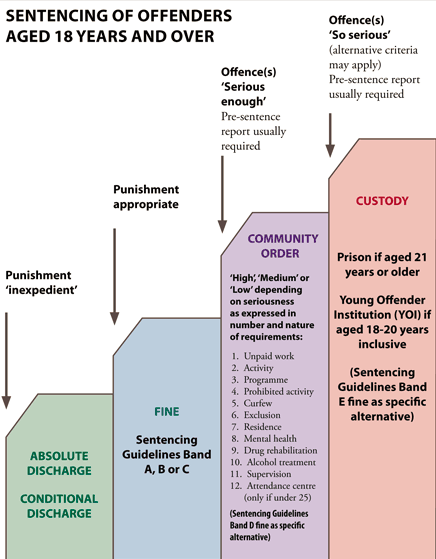 SENTENCING OF OFFENDERS
AGED 18 YEARS AND OVER
Offence(s)
‘So serious’
(alternative criteria
may apply)
Pre-sentence report
usually required
Offence(s)
‘Serious
enough’
Pre-sentence
report usually
required
Punishment
appropriate
Punishment
‘inexpedient’
ABSOLUTE
DISCHARGE
CONDITIONAL
DISCHARGE
FINE
Sentencing
Guidelines Band
A, B or C
COMMUNITY
ORDER
‘High’, ‘Medium’ or
‘Low’ depending
on seriousness
as expressed in
number and nature
of requirements:
1. Unpaid work
2. Activity
3. Programme
4. Prohibited activity
5. Curfew
6. Exclusion
7. Residence
8. Mental health
9. Drug rehabilitation
10. Alcohol treatment
11. Supervision
12. Attendance centre
(only if under 25)
(Sentencing Guidelines
Band D fine as specific
alternative)
CUSTODY
Prison if aged 21
years or older
Young Offender
Institution (YOI) if
aged 18-20 years
inclusive
(Sentencing
Guidelines Band
E fine as specific
alternative)